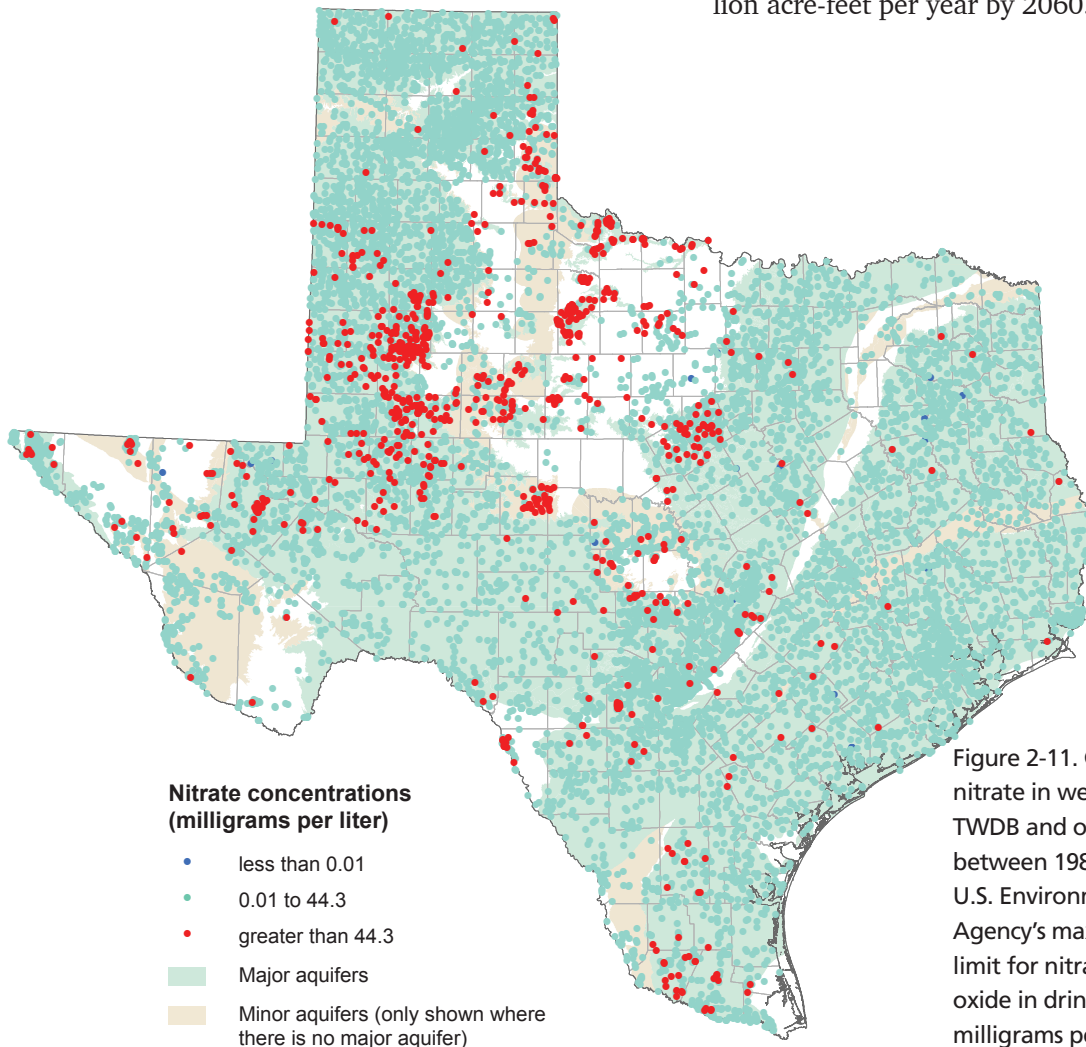 lion acre-feet per year by 2060.
Nitrate concentrations
(milligrams per liter)
less than 0.01
0.01 to 44.3
greater than 44.3
Major aquifers
Minor aquifers (only shown where
there is no major aquifer)
Figure 2-11.
nitrate in we
TWDB and o
between 198
U.S. Environ
Agency's ma
limit for nitra
oxide in drin
milligrams pe